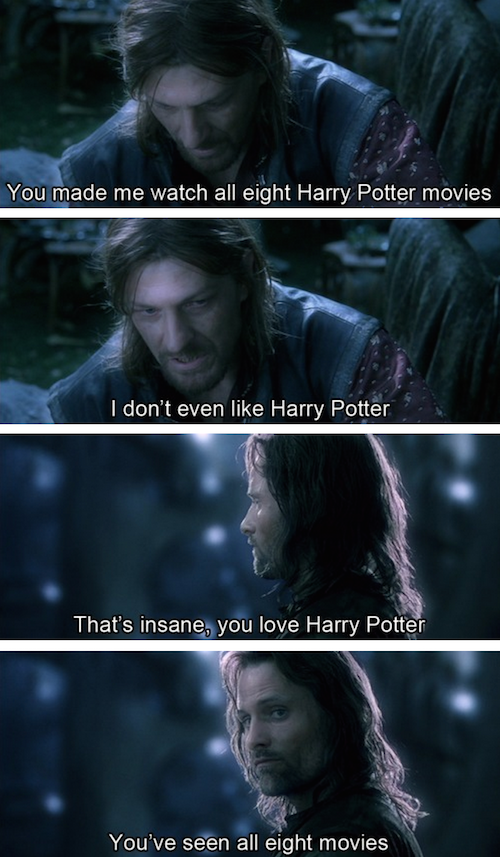 You made me watch all eight Harry Potter movies
I don't even like Harry Potter
That's insane, you love Harry Potter
You've seen all eight movies